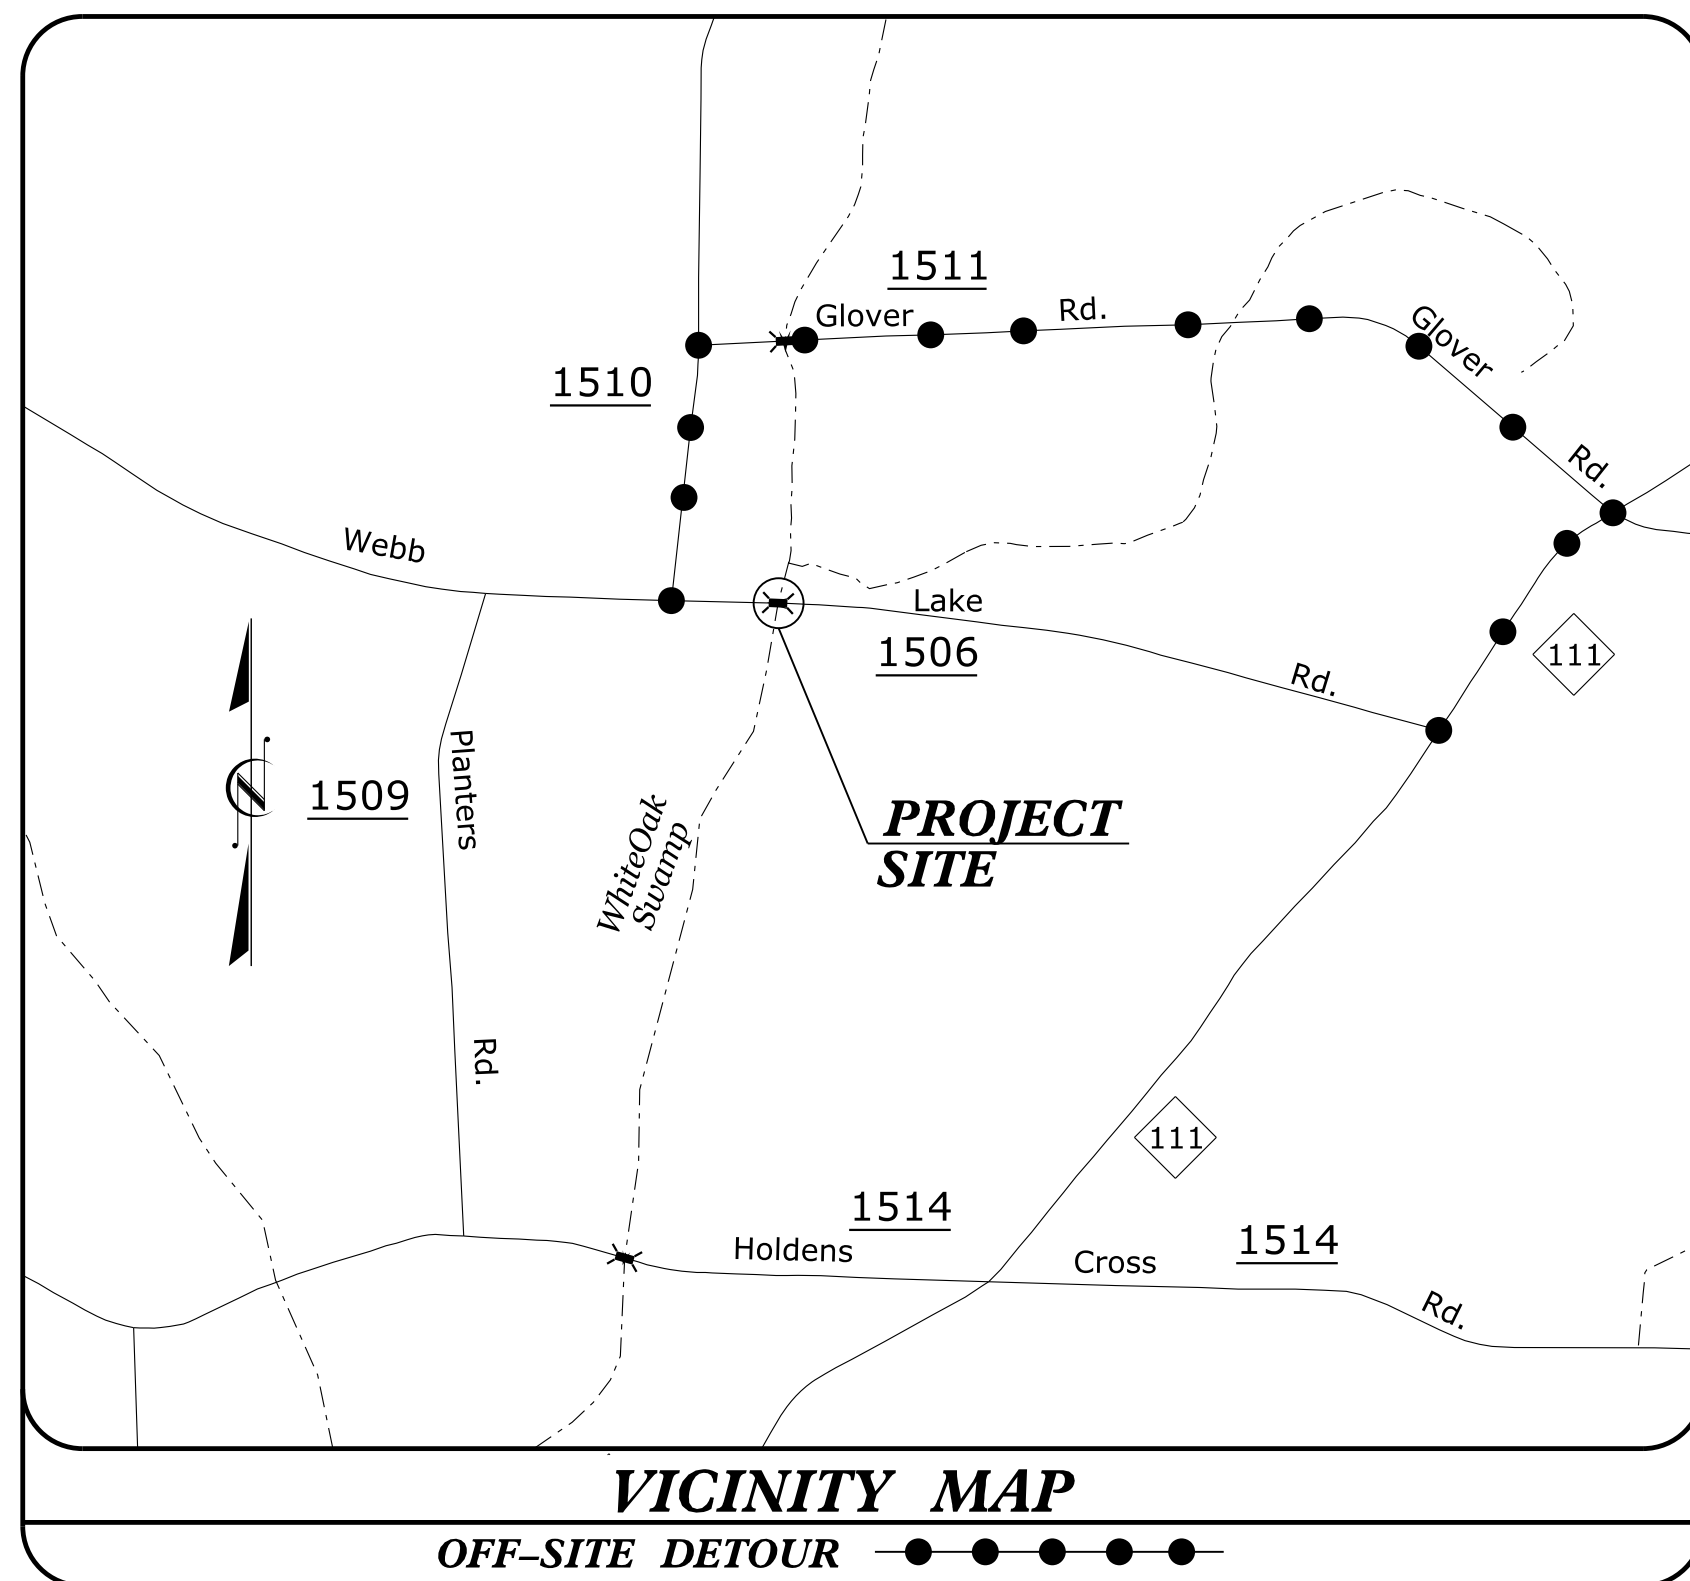 1511
Glover
Rd.
Glover
1510
Rd.
Webb
Lake
1506
111
Rd.
Planters
1509
N
WhiteOak
Swamp
PROJECT
SITE
Rd.
111
1514
1514
Holdens
Cross
Rd.
VICINITY MAP
OFF–SITE DETOUR